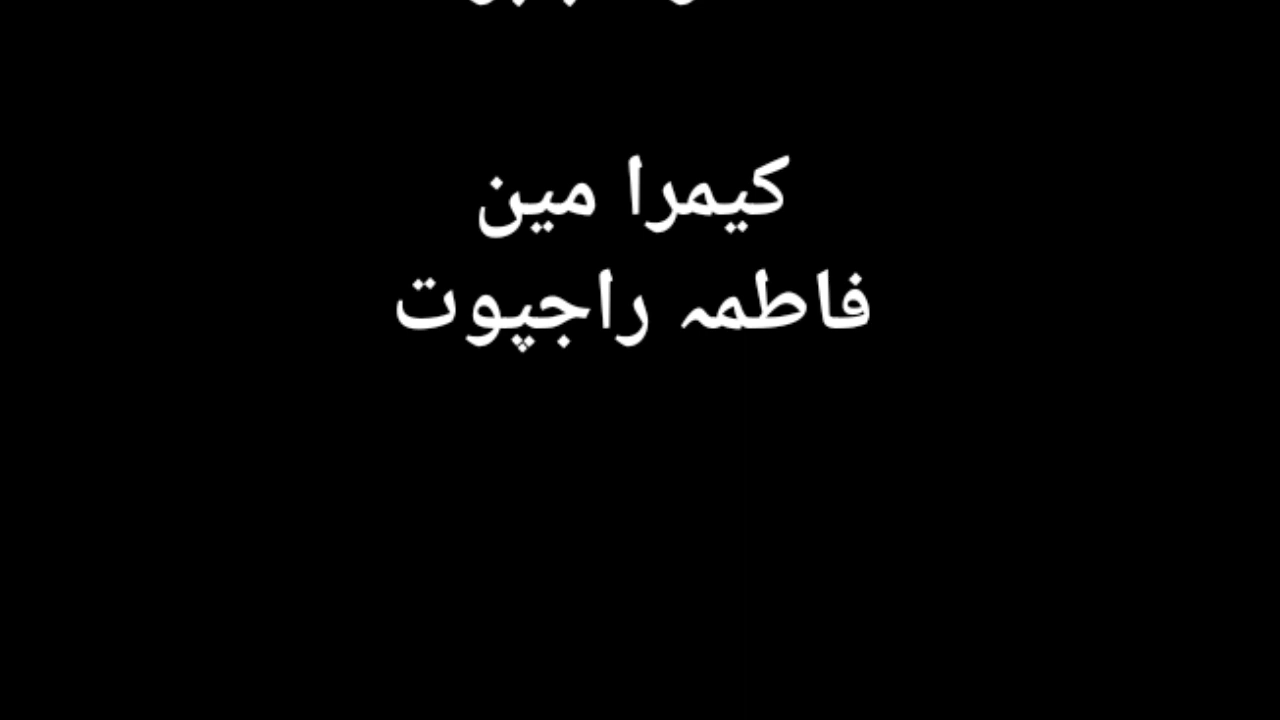 کیمرا مین
فاطمہ راجپوت